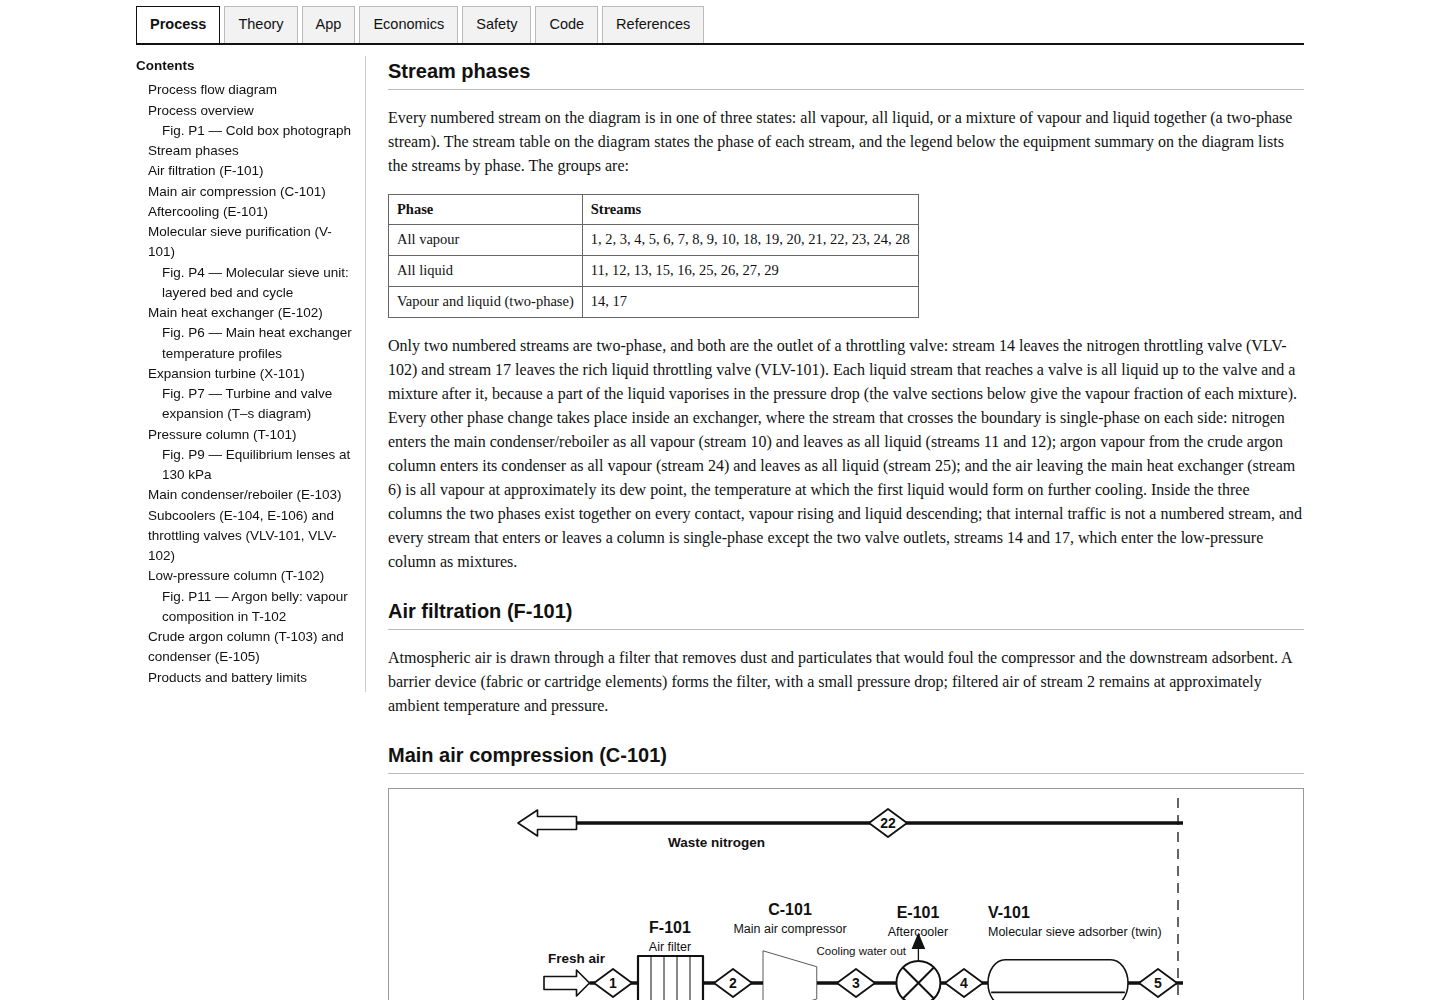 Process
Theory
App
Economics
Safety
Code
References
Contents
Process flow diagram
Process overview
Fig. P1 — Cold box photograph
Stream phases
Air filtration (F-101)
Main air compression (C-101)
Aftercooling (E-101)
Molecular sieve purification (V-
101)
Fig. P4 — Molecular sieve unit:
layered bed and cycle
Main heat exchanger (E-102)
Fig. P6 — Main heat exchanger
temperature profiles
Expansion turbine (X-101)
Fig. P7 — Turbine and valve
expansion (T–s diagram)
Pressure column (T-101)
Fig. P9 — Equilibrium lenses at
130 kPa
Main condenser/reboiler (E-103)
Subcoolers (E-104, E-106) and
throttling valves (VLV-101, VLV-
102)
Low-pressure column (T-102)
Fig. P11 — Argon belly: vapour
composition in T-102
Crude argon column (T-103) and
condenser (E-105)
Products and battery limits
Stream phases
Every numbered stream on the diagram is in one of three states: all vapour, all liquid, or a mixture of vapour and liquid together (a two-phase
stream). The stream table on the diagram states the phase of each stream, and the legend below the equipment summary on the diagram lists
the streams by phase. The groups are:
Phase Streams
All vapour 1, 2, 3, 4, 5, 6, 7, 8, 9, 10, 18, 19, 20, 21, 22, 23, 24, 28
All liquid 11, 12, 13, 15, 16, 25, 26, 27, 29
Vapour and liquid (two-phase) 14, 17
Only two numbered streams are two-phase, and both are the outlet of a throttling valve: stream 14 leaves the nitrogen throttling valve (VLV-
102) and stream 17 leaves the rich liquid throttling valve (VLV-101). Each liquid stream that reaches a valve is all liquid up to the valve and a
mixture after it, because a part of the liquid vaporises in the pressure drop (the valve sections below give the vapour fraction of each mixture).
Every other phase change takes place inside an exchanger, where the stream that crosses the boundary is single-phase on each side: nitrogen
enters the main condenser/reboiler as all vapour (stream 10) and leaves as all liquid (streams 11 and 12); argon vapour from the crude argon
column enters its condenser as all vapour (stream 24) and leaves as all liquid (stream 25); and the air leaving the main heat exchanger (stream
6) is all vapour at approximately its dew point, the temperature at which the first liquid would form on further cooling. Inside the three
columns the two phases exist together on every contact, vapour rising and liquid descending; that internal traffic is not a numbered stream, and
every stream that enters or leaves a column is single-phase except the two valve outlets, streams 14 and 17, which enter the low-pressure
column as mixtures.
Air filtration (F-101)
Atmospheric air is drawn through a filter that removes dust and particulates that would foul the compressor and the downstream adsorbent. A
barrier device (fabric or cartridge elements) forms the filter, with a small pressure drop; filtered air of stream 2 remains at approximately
ambient temperature and pressure.
Main air compression (C-101)
22
Waste nitrogen
C-101
Main air compressor
E-101
Aftercooler
V-101
Molecular sieve adsorber (twin)
F-101
Air filter
Cooling water out
Fresh air
1
2
3
4
5